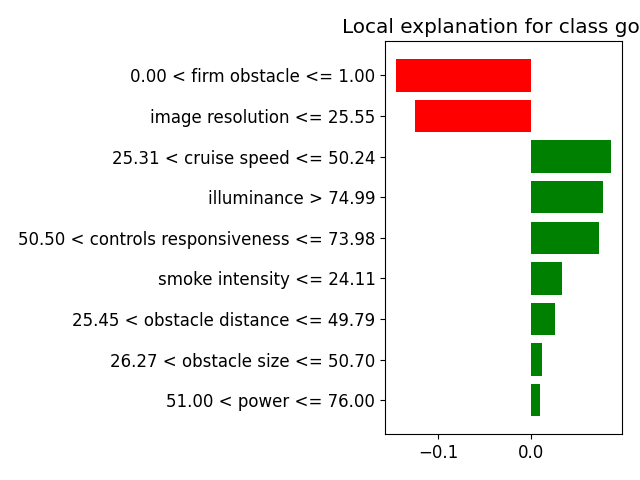 Local explanation for class go
0.00 < firm obstacle <= 1.00
image resolution <= 25.55
25.31 < cruise speed <= 50.24
illuminance > 74.99
50.50 < controls responsiveness <= 73.98
smoke intensity <= 24.11
25.45 < obstacle distance <= 49.79
26.27 < obstacle size <= 50.70
51.00 < power <= 76.00
−0.1 0.0